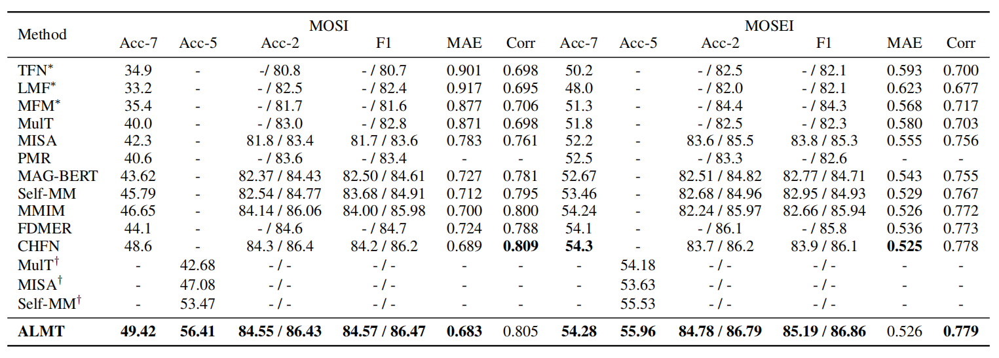 Method MOSI MOSEI
Acc-7 Acc-5 Acc-2 F1 MAE Corr Acc-7 Acc-5 Acc-2 F1 MAE Corr
TFN* 34.9 - -/ 80.8 - / 80.7 0.901 0.698 50.2 - - / 82.5 - / 82.1 0.593 0.700
LMF* 33.2 - - / 82.5 - / 82.4 0.917 0.695 48.0 - - / 82.0 - / 82.1 0.623 0.677
MFM* 35.4 - - / 81.7 - / 81.6 0.877 0.706 51.3 - - / 84.4 - / 84.3 0.568 0.717
MulT 40.0 - - / 83.0 - / 82.8 0.871 0.698 51.8 - - / 82.5 - / 82.3 0.580 0.703
MISA 42.3 - 81.8 / 83.4 81.7 / 83.6 0.783 0.761 52.2 - 83.6 / 85.5 83.8 / 85.3 0.555 0.756
PMR 40.6 - - / 83.6 - / 83.4 - - 52.5 - - / 83.3 - / 82.6 - -
MAG-BERT 43.62 - 82.37 / 84.43 82.50 / 84.61 0.727 0.781 52.67 - 82.51 / 84.82 82.77 / 84.71 0.543 0.755
Self-MM 45.79 - 82.54 / 84.77 83.68 / 84.91 0.712 0.795 53.46 - 82.68 / 84.96 82.95 / 84.93 0.529 0.767
MMIM 46.65 - 84.14 / 86.06 84.00 / 85.98 0.700 0.800 54.24 - 82.24 / 85.97 82.66 / 85.94 0.526 0.772
FDMER 44.1 - - / 84.6 - / 84.7 0.724 0.788 54.1 - - / 86.1 - / 85.8 0.536 0.773
CHFN 48.6 - 84.3 / 86.4 84.2 / 86.2 0.689 0.809 54.3 - 83.7 / 86.2 83.9 / 86.1 0.525 0.778
MulT† - 42.68 - / - - / - - - - 54.18 - / - - / - - -
MISA† - 47.08 - / - - / - - - - 53.63 - / - - / - - -
Self-MM† - 53.47 - / - - / - - - - 55.53 - / - - / - - -
ALMT 49.42 56.41 84.55 / 86.43 84.57 / 86.47 0.683 0.805 54.28 55.96 84.78 / 86.79 85.19 / 86.86 0.526 0.779